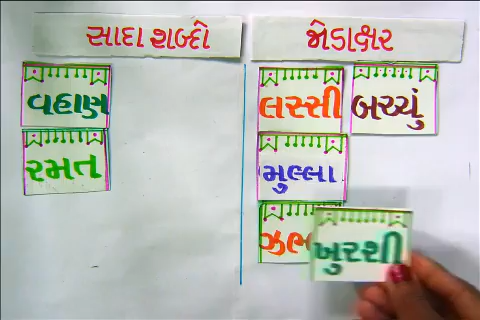 સાદા શબ્દો
જોડાક્ષર
વહાણ
રમત
લસ્સી
બચ્ચું
મુલ્લા
ખુરશી